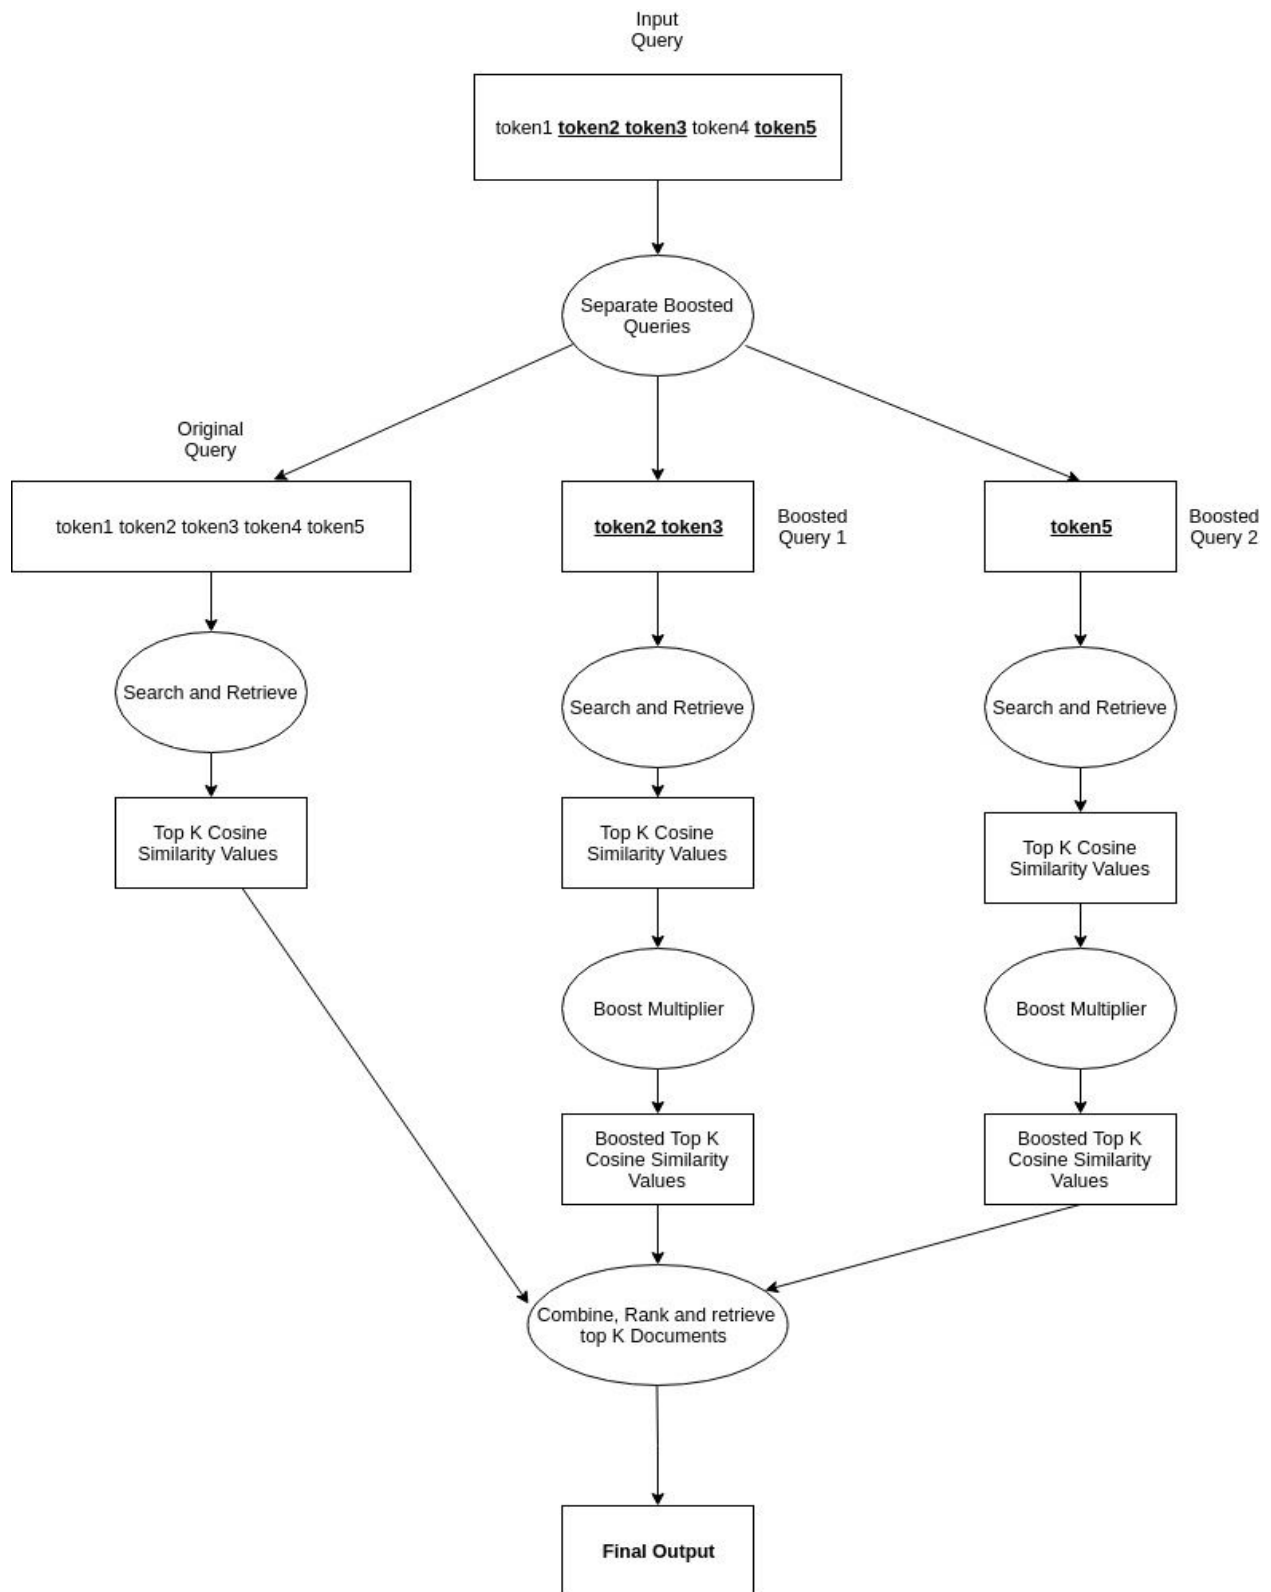 Input
Query
token1 token2 token3 token4 token5
Separate Boosted
Queries
Original
Query
token1 token2 token3 token4 token5
token2 token3
Boosted
Query 1
token5
Boosted
Query 2
Search and Retrieve
Search and Retrieve
Search and Retrieve
Top K Cosine
Similarity Values
Top K Cosine
Similarity Values
Top K Cosine
Similarity Values
Boost Multiplier
Boost Multiplier
Boosted Top K
Cosine Similarity
Values
Boosted Top K
Cosine Similarity
Values
Combine, Rank and retrieve
top K Documents
Final Output